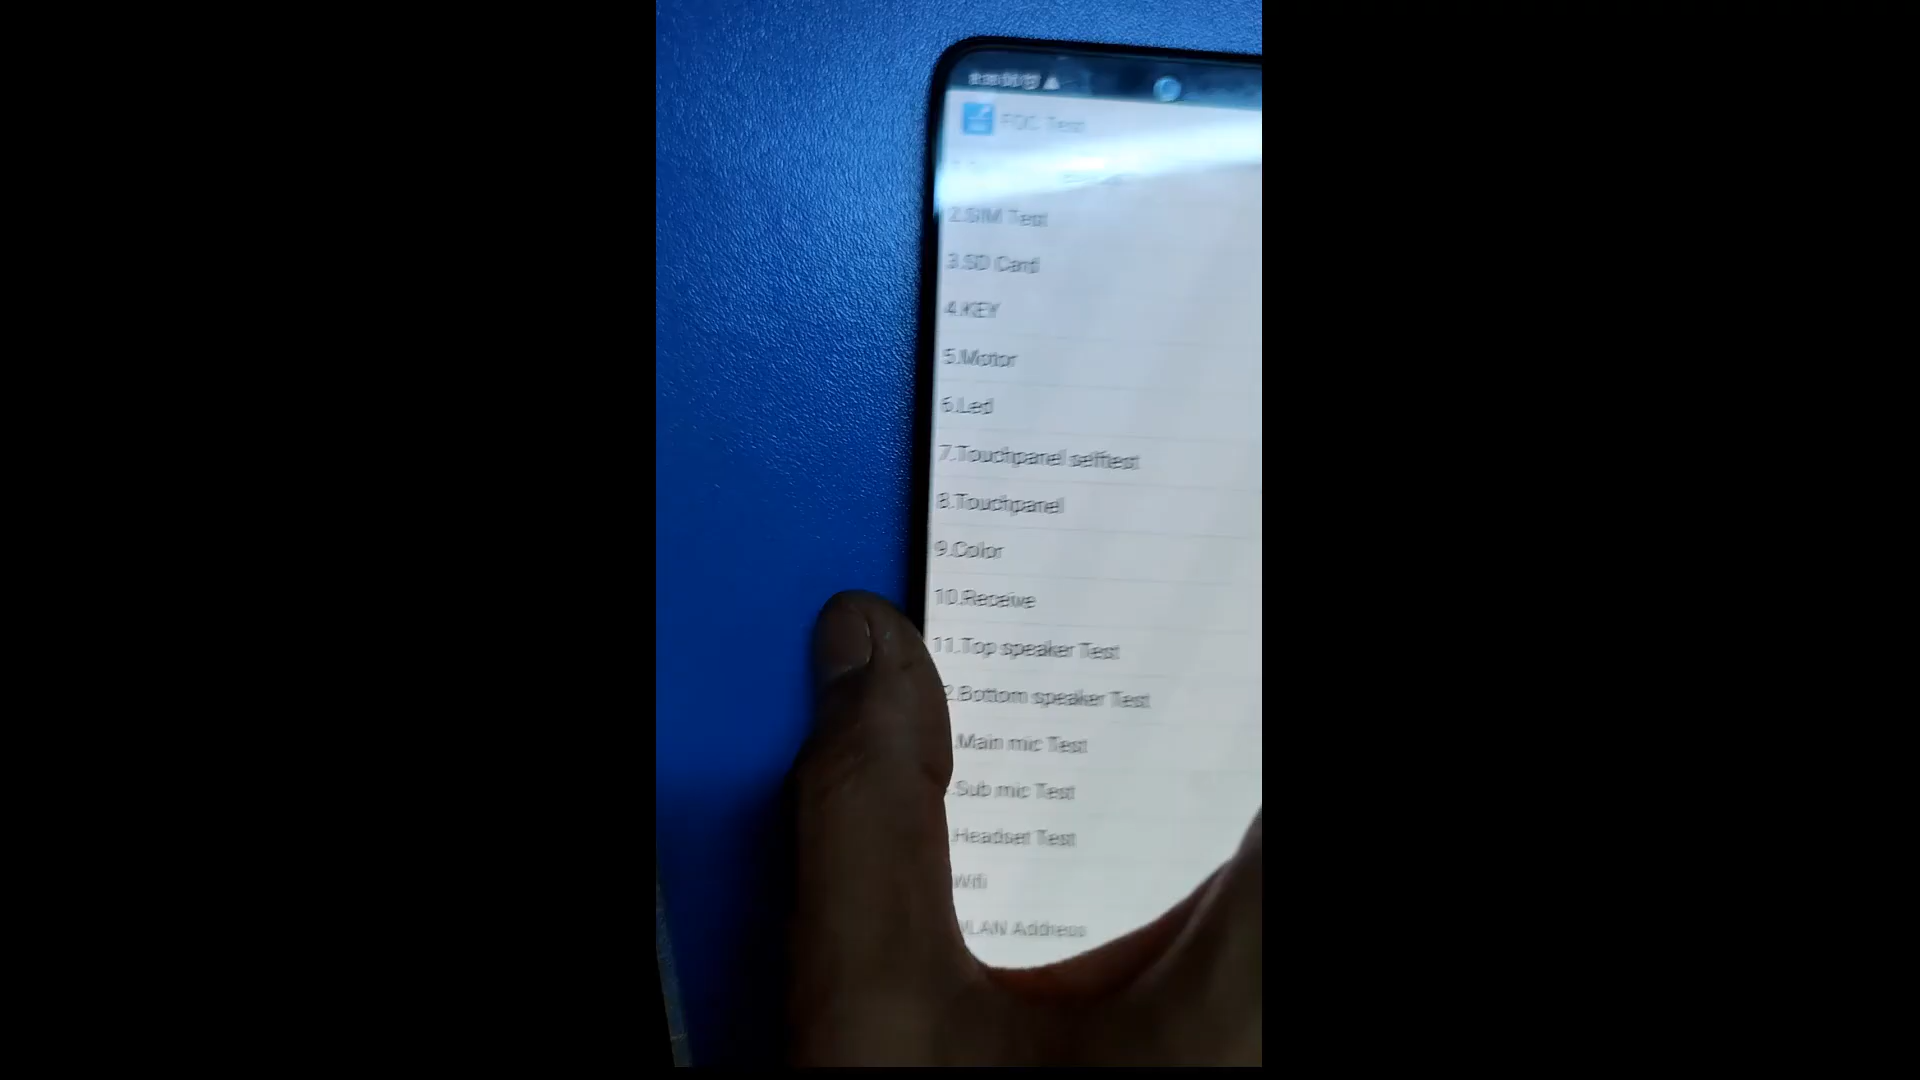 Test
2.SIM Test
3.SD Card
4.KEY
5.Motor
6.Led
7.Touchpanel selftest
8.Touchpanel
9.Color
10.Receive
11.Top speaker Test
2.Bottom speaker Test
.Main mic Test
.Sub mic Test
.Headset Test
Wifi
LAN Address